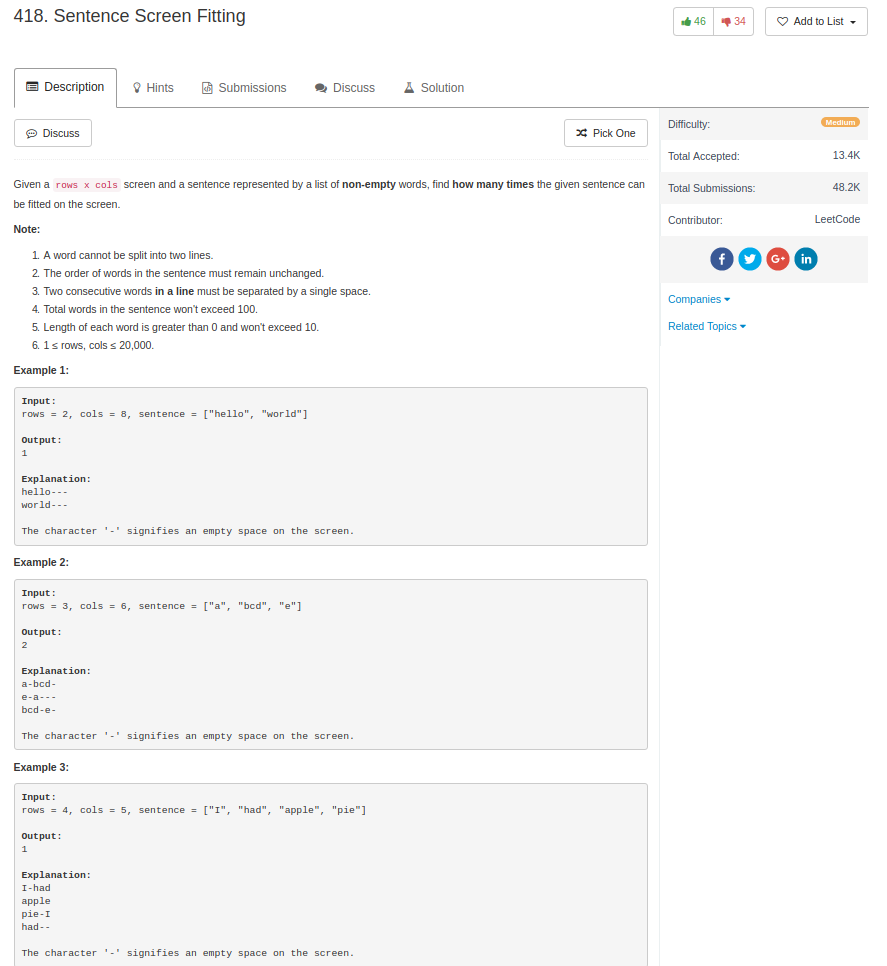 418. Sentence Screen Fitting
46 34 Add to List
Description Hints Submissions Discuss Solution
Discuss Pick One
Given a rows x cols screen and a sentence represented by a list of non-empty words, find how many times the given sentence can
be fitted on the screen.
Note:
1. A word cannot be split into two lines.
2. The order of words in the sentence must remain unchanged.
3. Two consecutive words in a line must be separated by a single space.
4. Total words in the sentence won't exceed 100.
5. Length of each word is greater than 0 and won't exceed 10.
6. 1 ≤ rows, cols ≤ 20,000.
Example 1:
Input:
rows = 2, cols = 8, sentence = ["hello", "world"]
Output:
1
Explanation:
hello---
world---
The character '-' signifies an empty space on the screen.
Example 2:
Input:
rows = 3, cols = 6, sentence = ["a", "bcd", "e"]
Output:
2
Explanation:
a-bcd-
e-a---
bcd-e-
The character '-' signifies an empty space on the screen.
Example 3:
Input:
rows = 4, cols = 5, sentence = ["I", "had", "apple", "pie"]
Output:
1
Explanation:
I-had
apple
pie-I
had--
The character '-' signifies an empty space on the screen.
Difficulty: Medium
Total Accepted: 13.4K
Total Submissions: 48.2K
Contributor: LeetCode
f G+ in
Companies
Related Topics